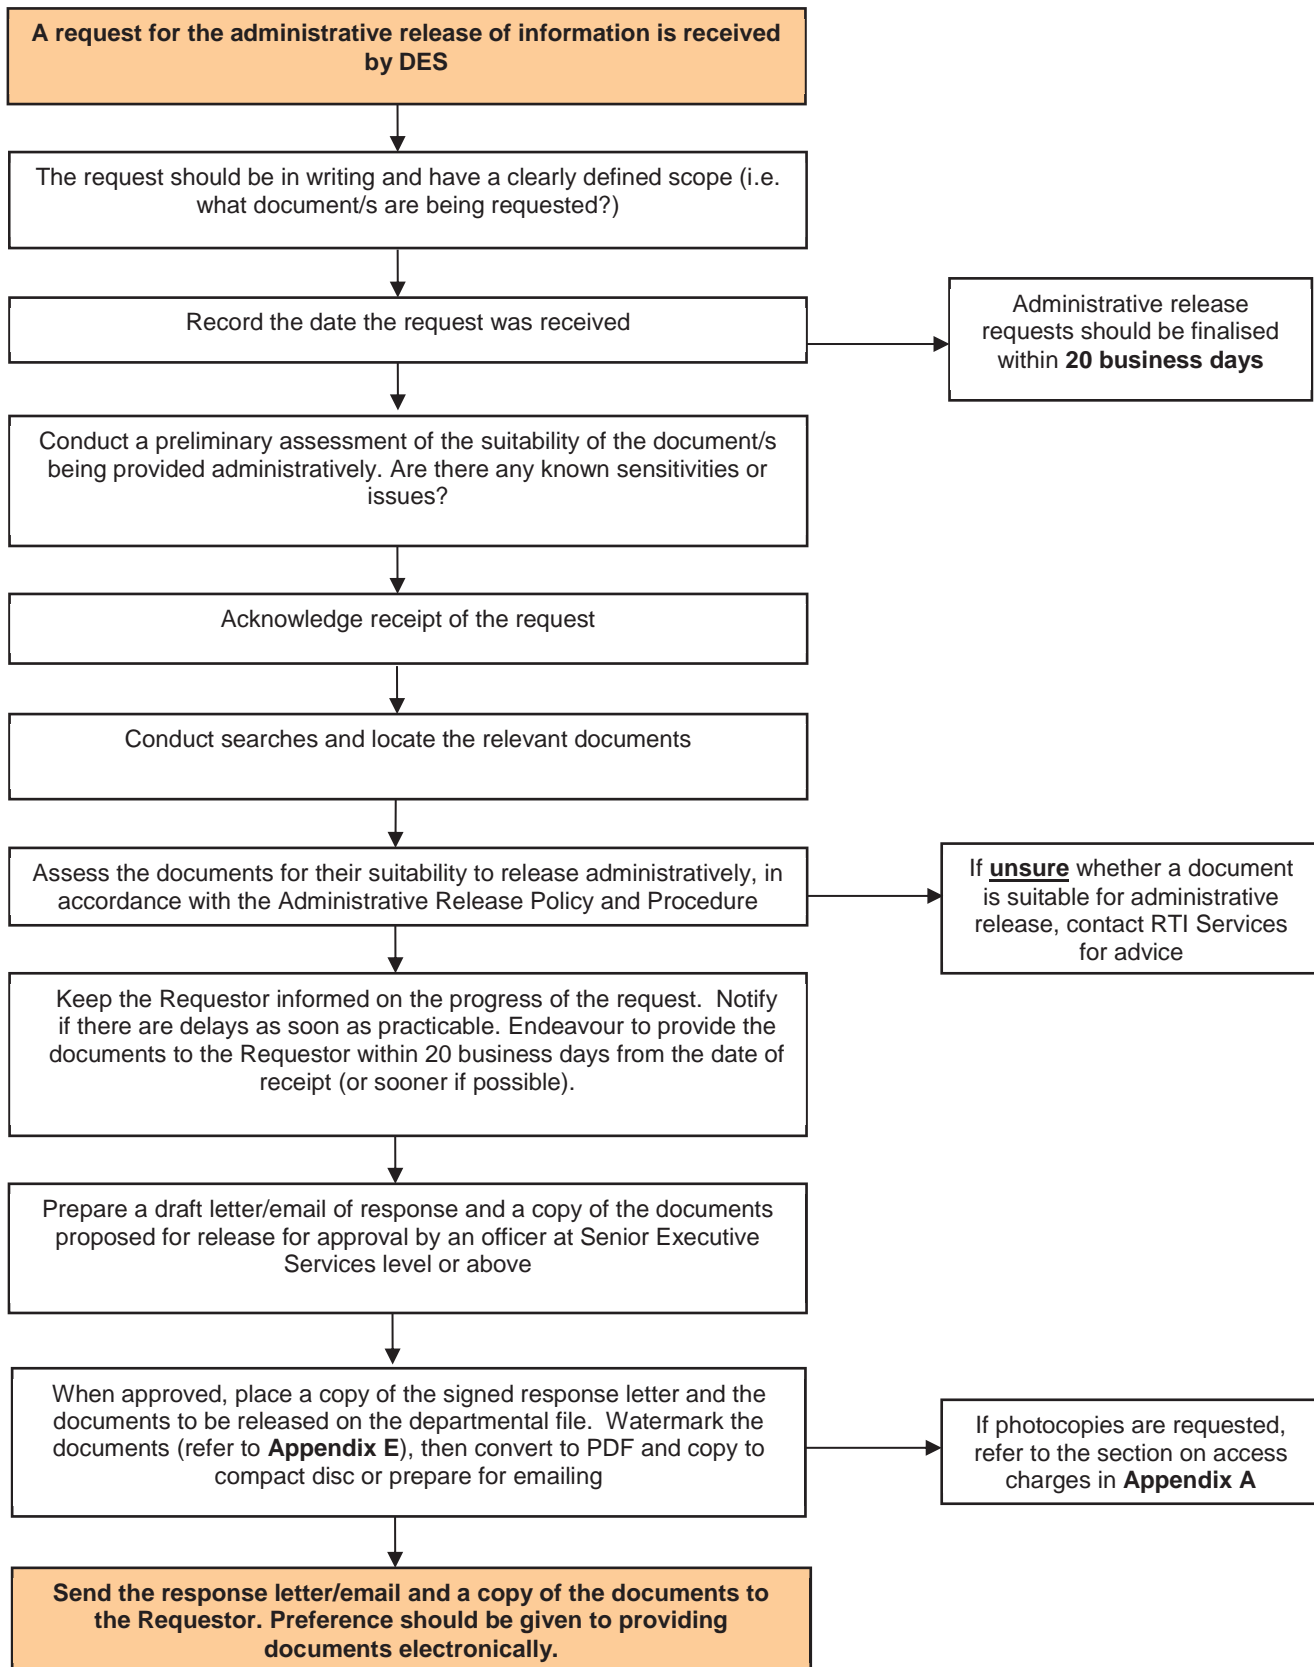 A request for the administrative release of information is received
by DES
The request should be in writing and have a clearly defined scope (i.e.
what document/s are being requested?)
Record the date the request was received
Administrative release
requests should be finalised
within 20 business days
Conduct a preliminary assessment of the suitability of the document/s
being provided administratively. Are there any known sensitivities or
issues?
Acknowledge receipt of the request
Conduct searches and locate the relevant documents
Assess the documents for their suitability to release administratively, in
accordance with the Administrative Release Policy and Procedure
If unsure whether a document
is suitable for administrative
release, contact RTI Services
for advice
Keep the Requestor informed on the progress of the request.  Notify
if there are delays as soon as practicable. Endeavour to provide the
documents to the Requestor within 20 business days from the date of
receipt (or sooner if possible).
Prepare a draft letter/email of response and a copy of the documents
proposed for release for approval by an officer at Senior Executive
Services level or above
When approved, place a copy of the signed response letter and the
documents to be released on the departmental file.  Watermark the
documents (refer to Appendix E), then convert to PDF and copy to
compact disc or prepare for emailing
If photocopies are requested,
refer to the section on access
charges in Appendix A
Send the response letter/email and a copy of the documents to
the Requestor. Preference should be given to providing
documents electronically.